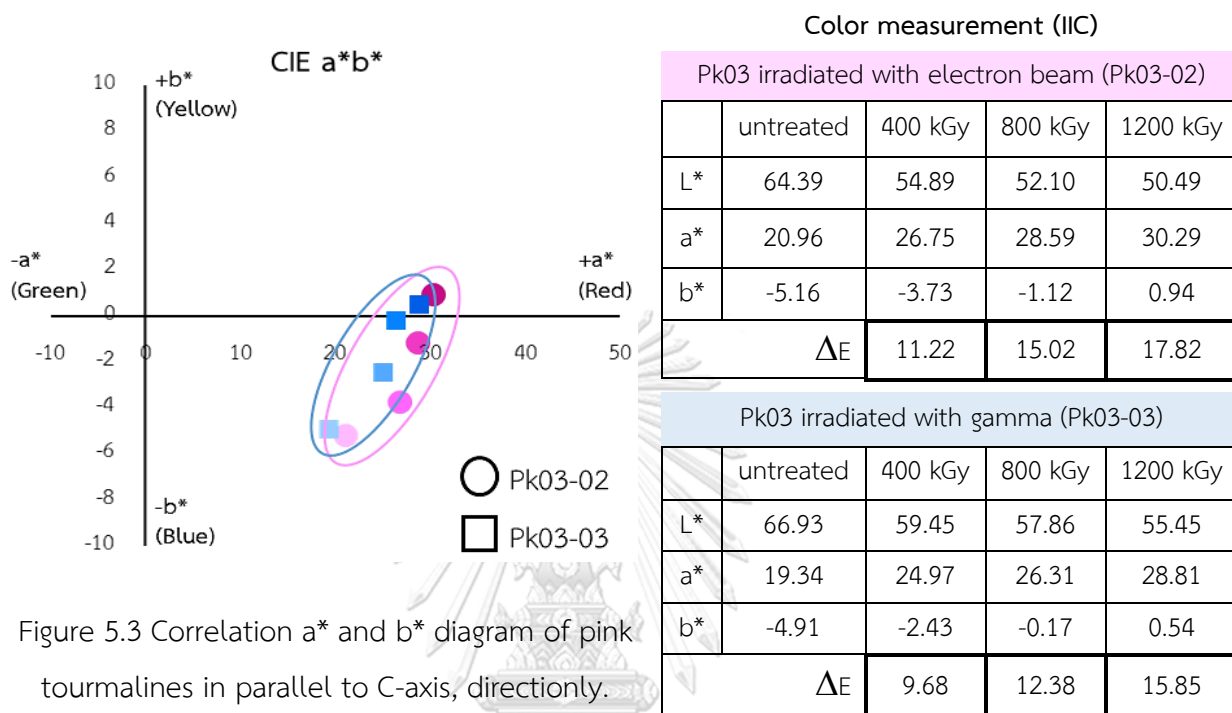 CIE a*b*
+b*
(Yellow)
10
8
6
4
2
0
-2
-4
-6
-8
-10
-a*
(Green)
+a*
(Red)
-10 0 10 20 30 40 50
-b*
(Blue)
Pk03-02
Pk03-03
Figure 5.3 Correlation a* and b* diagram of pink
tourmalines in parallel to C-axis, directionly.
Color measurement (IIC)
Pk03 irradiated with electron beam (Pk03-02)
untreated 400 kGy 800 kGy 1200 kGy
L* 64.39 54.89 52.10 50.49
a* 20.96 26.75 28.59 30.29
b* -5.16 -3.73 -1.12 0.94
ΔE 11.22 15.02 17.82
Pk03 irradiated with gamma (Pk03-03)
untreated 400 kGy 800 kGy 1200 kGy
L* 66.93 59.45 57.86 55.45
a* 19.34 24.97 26.31 28.81
b* -4.91 -2.43 -0.17 0.54
ΔE 9.68 12.38 15.85